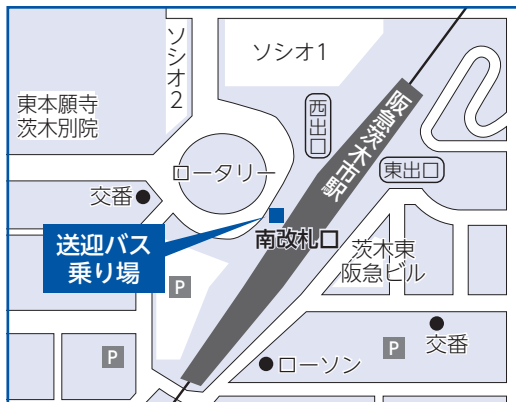 ソシオ1
ソシオ2
東本願寺
茨木別院
西出口
阪急茨木市駅
東出口
ロータリー
交番
送迎バス
乗り場
南改札口
茨木東
阪急ビル
P
P
ローソン
P
交番